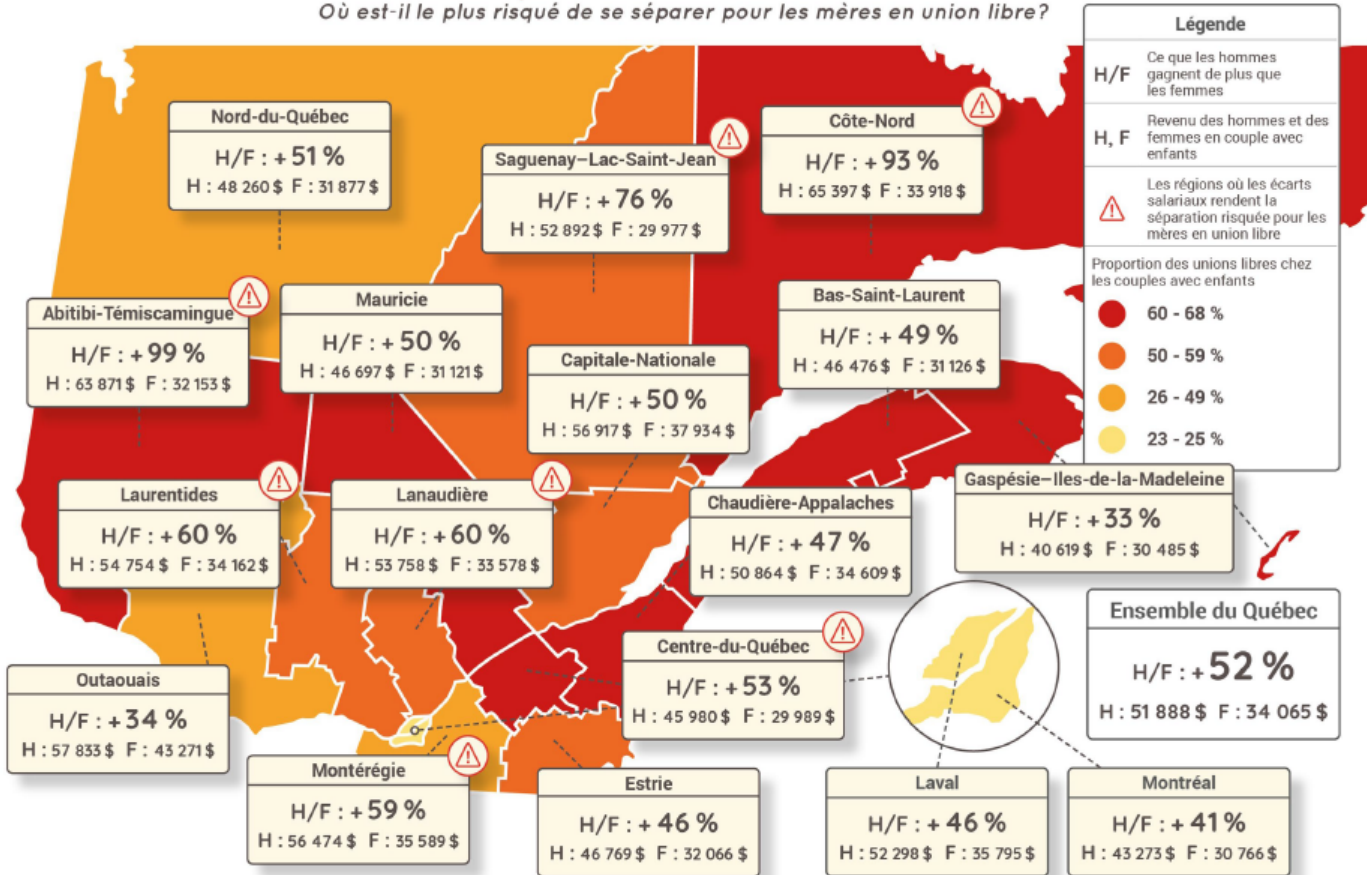 Où est-il le plus risqué de se séparer pour les mères en union libre?
Légende
H/F
Ce que les hommes
gagnent de plus que
les femmes
H, F
Revenu des hommes et des
femmes en couple avec
enfants
Les régions où les écarts
salariaux rendent la
séparation risquée pour les
mères en union libre
Proportion des unions libres chez
les couples avec enfants
60 - 68 %
50 - 59 %
26 - 49 %
23 - 25 %
Nord-du-Québec
H/F : + 51 %
H : 48 260 $ F : 31 877 $
Saguenay–Lac-Saint-Jean
H/F : + 76 %
H : 52 892 $ F : 29 977 $
Côte-Nord
H/F : + 93 %
H : 65 397 $ F : 33 918 $
Abitibi-Témiscamingue
H/F : + 99 %
H : 63 871 $ F : 32 153 $
Mauricie
H/F : + 50 %
H : 46 697 $ F : 31 121 $
Capitale-Nationale
H/F : + 50 %
H : 56 917 $ F : 37 934 $
Bas-Saint-Laurent
H/F : + 49 %
H : 46 476 $ F : 31 126 $
Laurentides
H/F : + 60 %
H : 54 754 $ F : 34 162 $
Lanaudière
H/F : + 60 %
H : 53 758 $ F : 33 578 $
Chaudière-Appalaches
H/F : + 47 %
H : 50 864 $ F : 34 609 $
Gaspésie–Iles-de-la-Madeleine
H/F : + 33 %
H : 40 619 $ F : 30 485 $
Outaouais
H/F : + 34 %
H : 57 833 $ F : 43 271 $
Centre-du-Québec
H/F : + 53 %
H : 45 980 $ F : 29 989 $
Ensemble du Québec
H/F : + 52 %
H : 51 888 $ F : 34 065 $
Montérégie
H/F : + 59 %
H : 56 474 $ F : 35 589 $
Estrie
H/F : + 46 %
H : 46 769 $ F : 32 066 $
Laval
H/F : + 46 %
H : 52 298 $ F : 35 795 $
Montréal
H/F : + 41 %
H : 43 273 $ F : 30 766 $